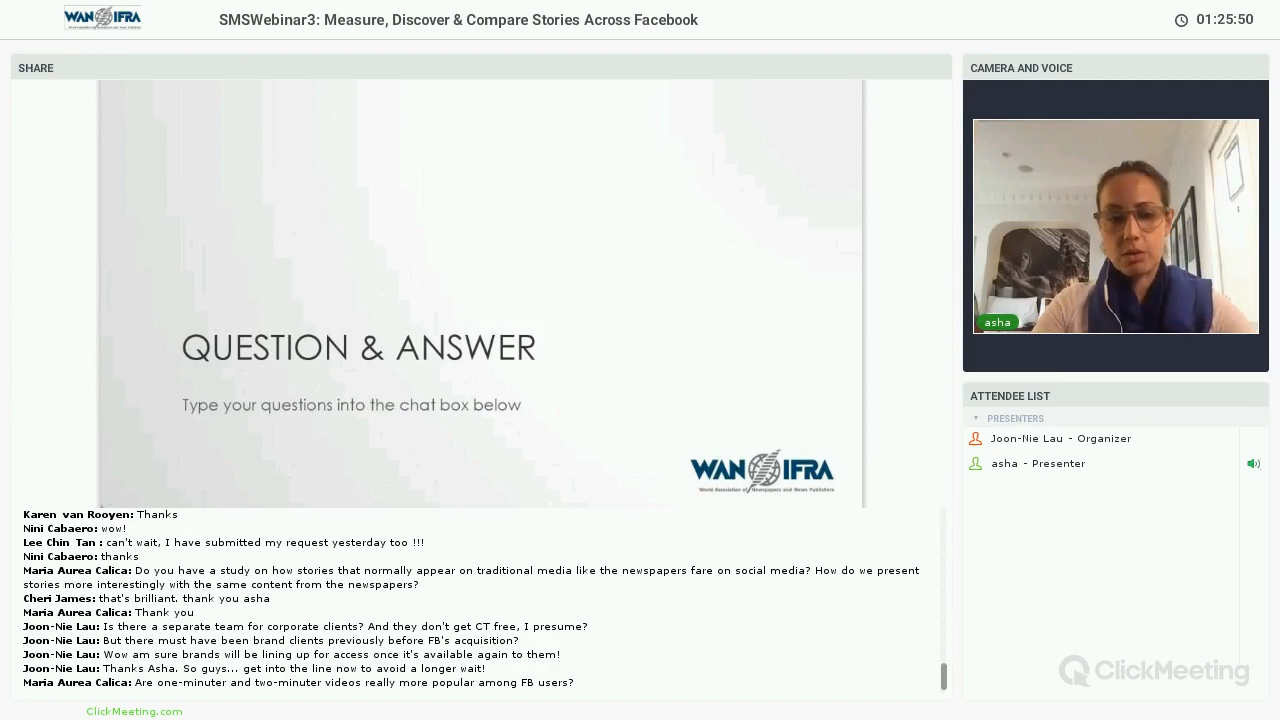 WAN IFRA
SMSWebinar3: Measure, Discover & Compare Stories Across Facebook
01:25:50
SHARE
QUESTION & ANSWER
Type your questions into the chat box below
WAN IFRA
World Association of Newspapers and News Publishers
Karen van Rooyen: Thanks
Nini Cabaero: wow!
Lee Chin Tan : can't wait, I have submitted my request yesterday too !!!
Nini Cabaero: thanks
Maria Aurea Calica: Do you have a study on how stories that normally appear on traditional media like the newspapers fare on social media? How do we present
stories more interestingly with the same content from the newspapers?
Cheri James: that's brilliant. thank you asha
Maria Aurea Calica: Thank you
Joon-Nie Lau: Is there a separate team for corporate clients? And they don't get CT free, I presume?
Joon-Nie Lau: But there must have been brand clients previously before FB's acquisition?
Joon-Nie Lau: Wow am sure brands will be lining up for access once it's available again to them!
Joon-Nie Lau: Thanks Asha. So guys... get into the line now to avoid a longer wait!
Maria Aurea Calica: Are one-minuter and two-minuter videos really more popular among FB users?
ClickMeeting.com
CAMERA AND VOICE
asha
ATTENDEE LIST
PRESENTERS
Joon-Nie Lau - Organizer
asha - Presenter
ClickMeeting